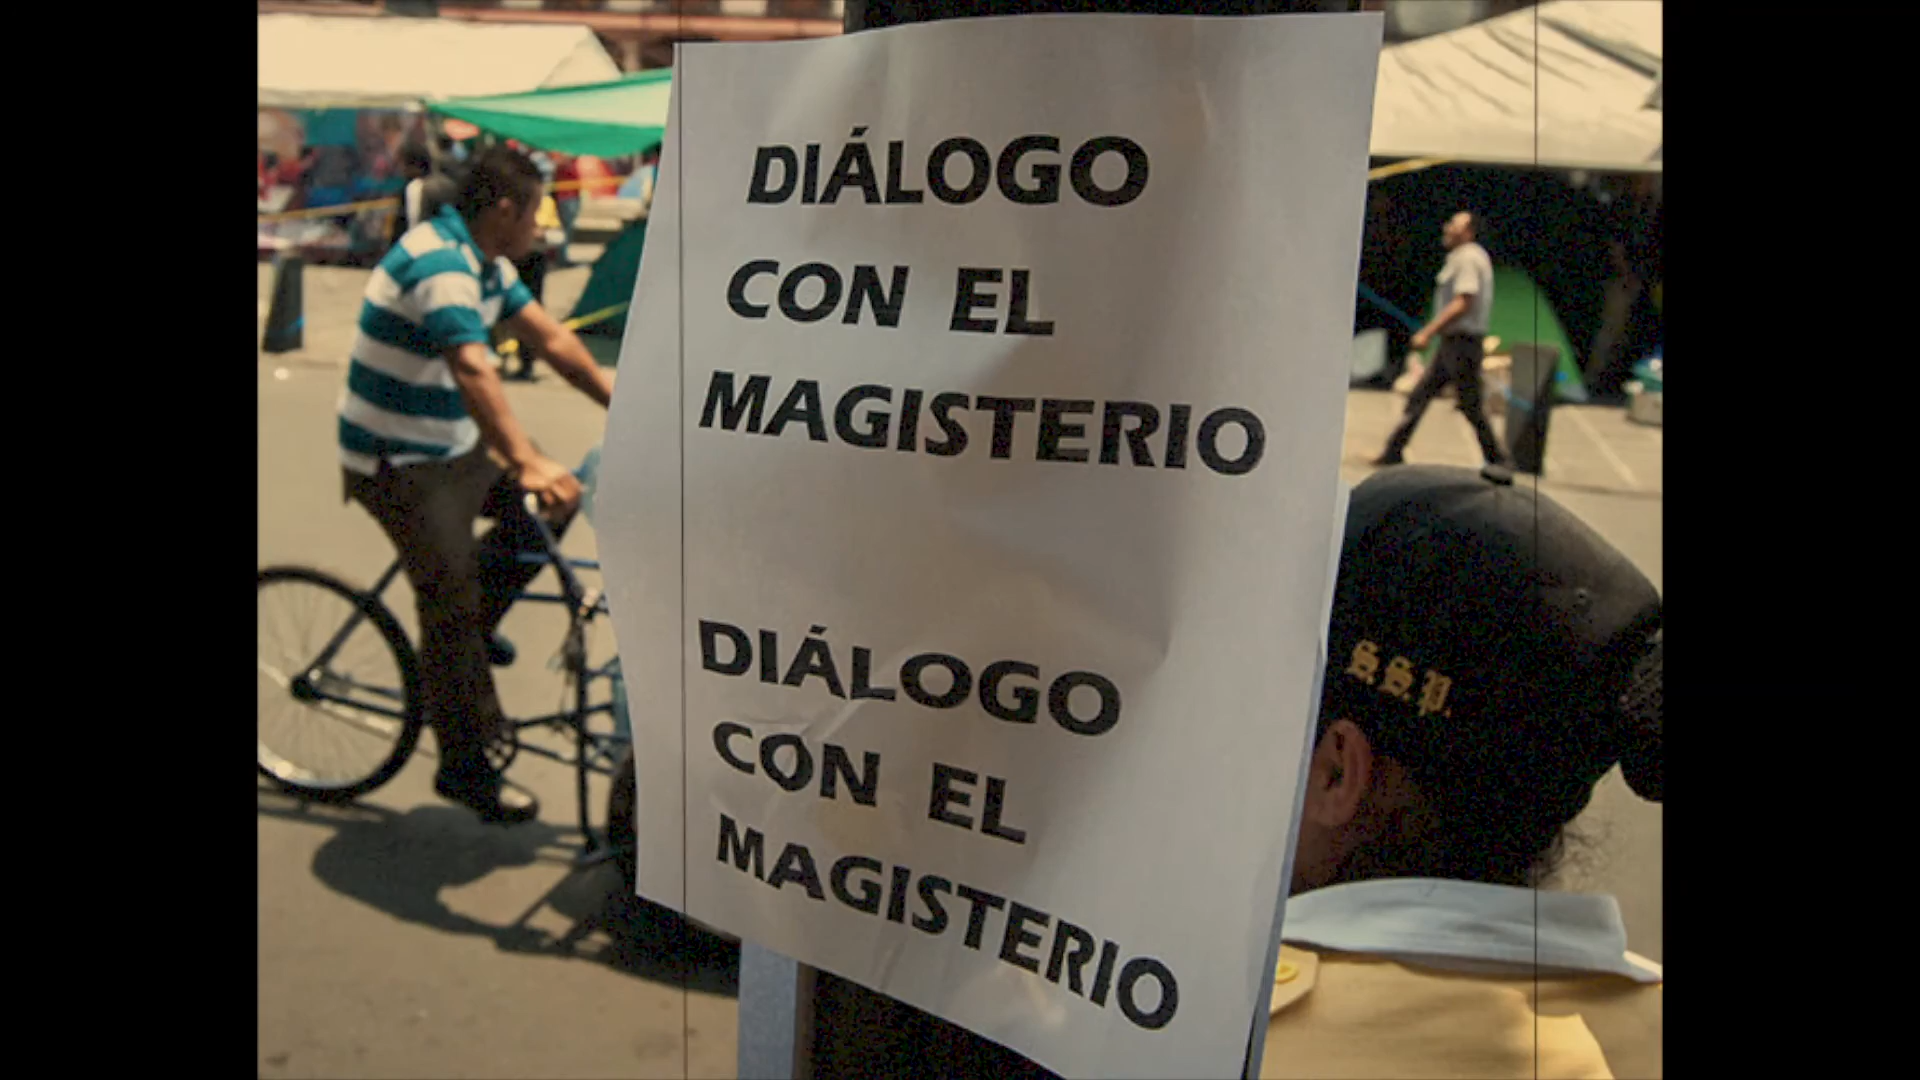 DIÁLOGO
CON EL
MAGISTERIO
DIÁLOGO
CON EL
MAGISTERIO
S.S.P.